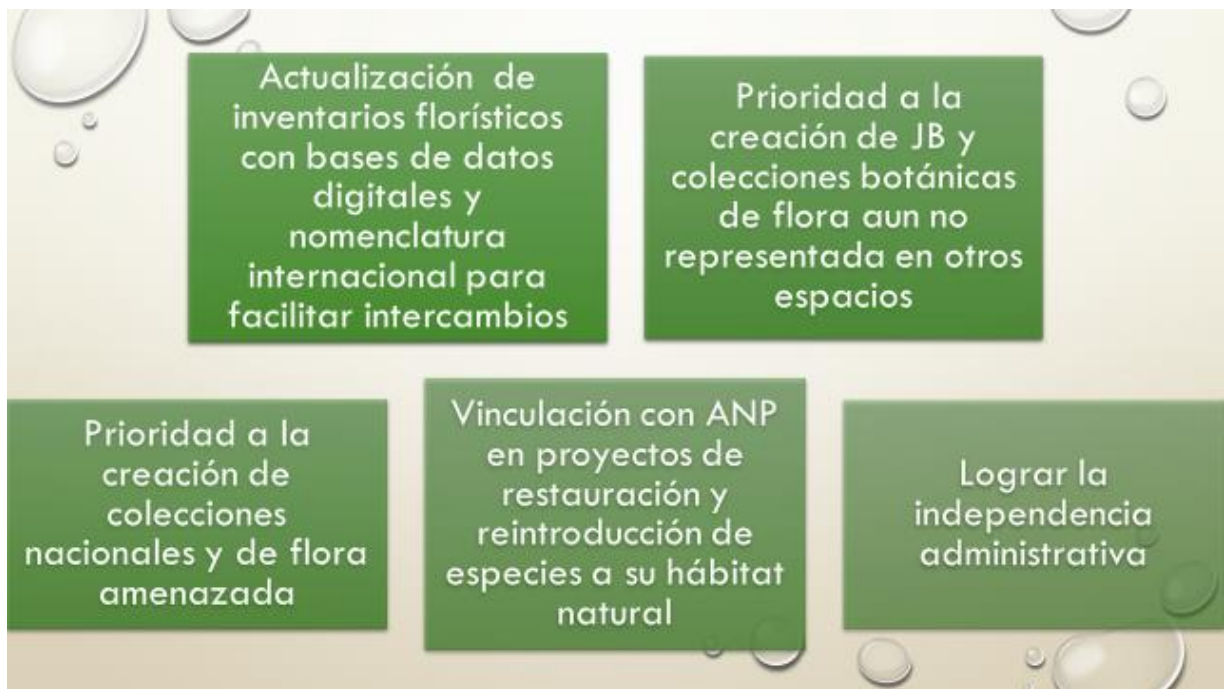 Actualización de
inventarios florísticos
con bases de datos
digitales y
nomenclatura
internacional para
facilitar intercambios
Prioridad a la
creación de JB y
colecciones botánicas
de flora aun no
representada en otros
espacios
Prioridad a la
creación de
colecciones
nacionales y de flora
amenazada
Vinculación con ANP
en proyectos de
restauración y
reintroducción de
especies a su hábitat
natural
Lograr la
independencia
administrativa